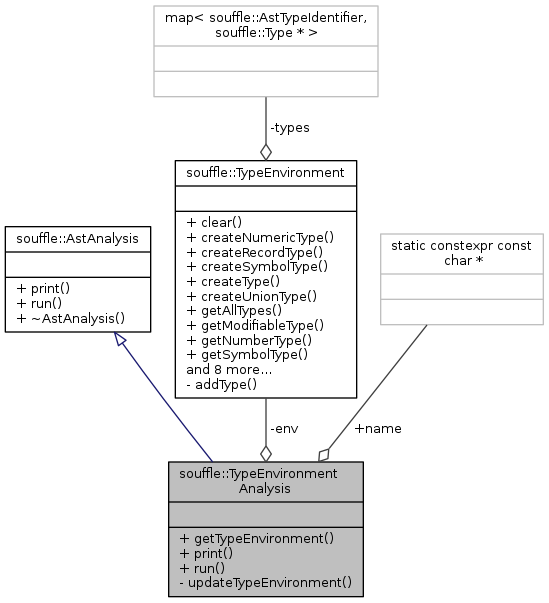 map< souffle::AstTypeIdentifier,
souffle::Type * >
-types
souffle::TypeEnvironment
+ clear()
+ createNumericType()
+ createRecordType()
+ createSymbolType()
+ createType()
+ createUnionType()
+ getAllTypes()
+ getModifiableType()
+ getNumberType()
+ getSymbolType()
and 8 more...
- addType()
souffle::AstAnalysis
+ print()
+ run()
+ ~AstAnalysis()
static constexpr const
char *
-env
+name
souffle::TypeEnvironment
Analysis
+ getTypeEnvironment()
+ print()
+ run()
- updateTypeEnvironment()